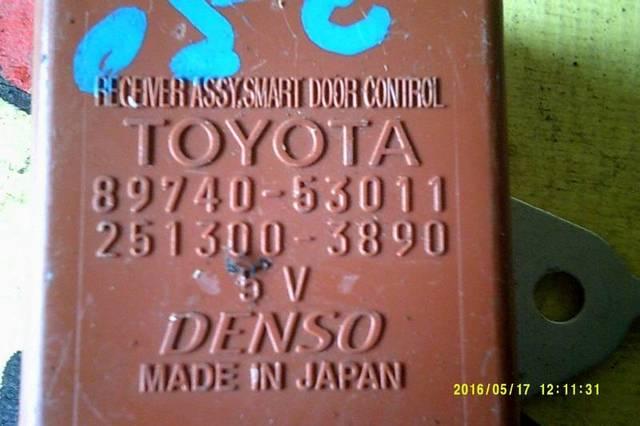 RECEIVER ASSY,SMART DOOR CONTROL
TOYOTA
89740-53011
251300-3890
5 V
DENSO
MADE IN JAPAN
2016/05/17 12:11:31